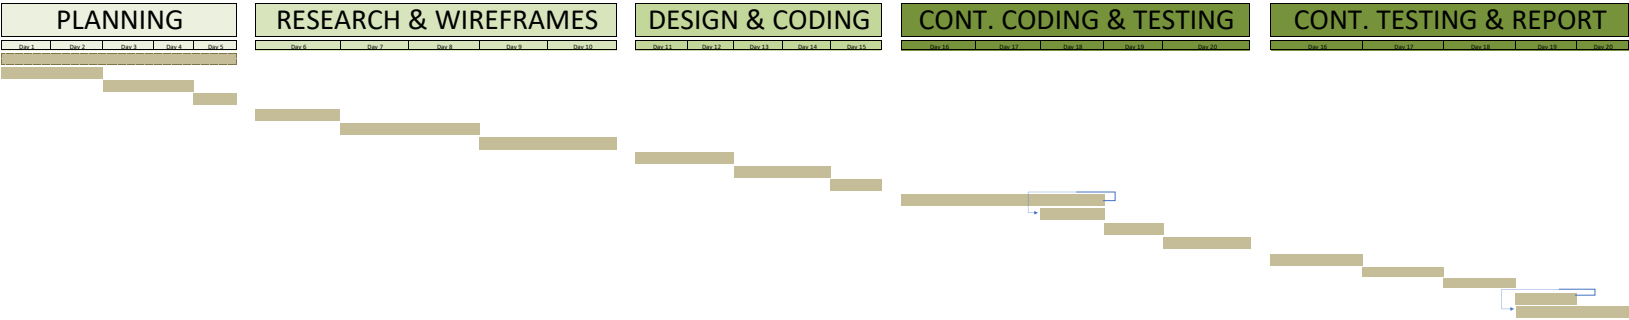 PLANNING
RESEARCH & WIREFRAMES
DESIGN & CODING
CONT. CODING & TESTING
CONT. TESTING & REPORT
Day 1 Day 2 Day 3 Day 4 Day 5
Day 6 Day 7 Day 8 Day 9 Day 10
Day 11 Day 12 Day 13 Day 14 Day 15
Day 16 Day 17 Day 18 Day 19 Day 20
Day 16 Day 17 Day 18 Day 19 Day 20